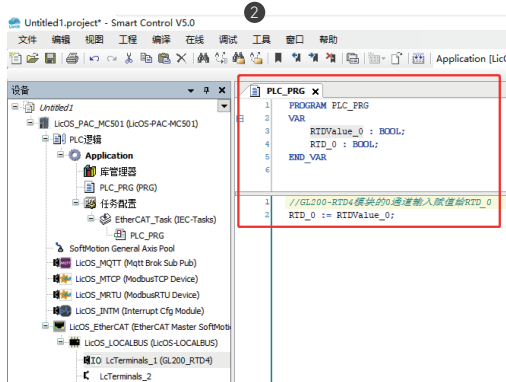 2
Untitled1.project* - Smart Control V5.0
文件 编辑 视图 工程 编译 在线 调试 工具 窗口 帮助
Application [LicO
设备
Untitled1
LicOS_PAC_MC501 (LicOS-PAC-MC501)
PLC逻辑
Application
库管理器
PLC_PRG (PRG)
任务配置
EtherCAT_Task (IEC-Tasks)
PLC_PRG
SoftMotion General Axis Pool
LicOS_MQTT (Mqtt Brok Sub Pub)
LicOS_MTCP (ModbusTCP Device)
LicOS_MRTU (ModbusRTU Device)
LicOS_INTM (Interrupt Cfg Module)
LicOS_EtherCAT (EtherCAT Master SoftMoti
LicOS_LOCALBUS (LicOS-LOCALBUS)
IO LcTerminals_1 (GL200_RTD4)
LcTerminals_2
PLC_PRG
1 PROGRAM PLC_PRG
2 VAR
3 RTDValue_0 : BOOL;
4 RTD_0 : BOOL;
5 END_VAR
6
1 //GL200-RTD4模块的0通道输入赋值给RTD_0
2 RTD_0 := RTDValue_0;